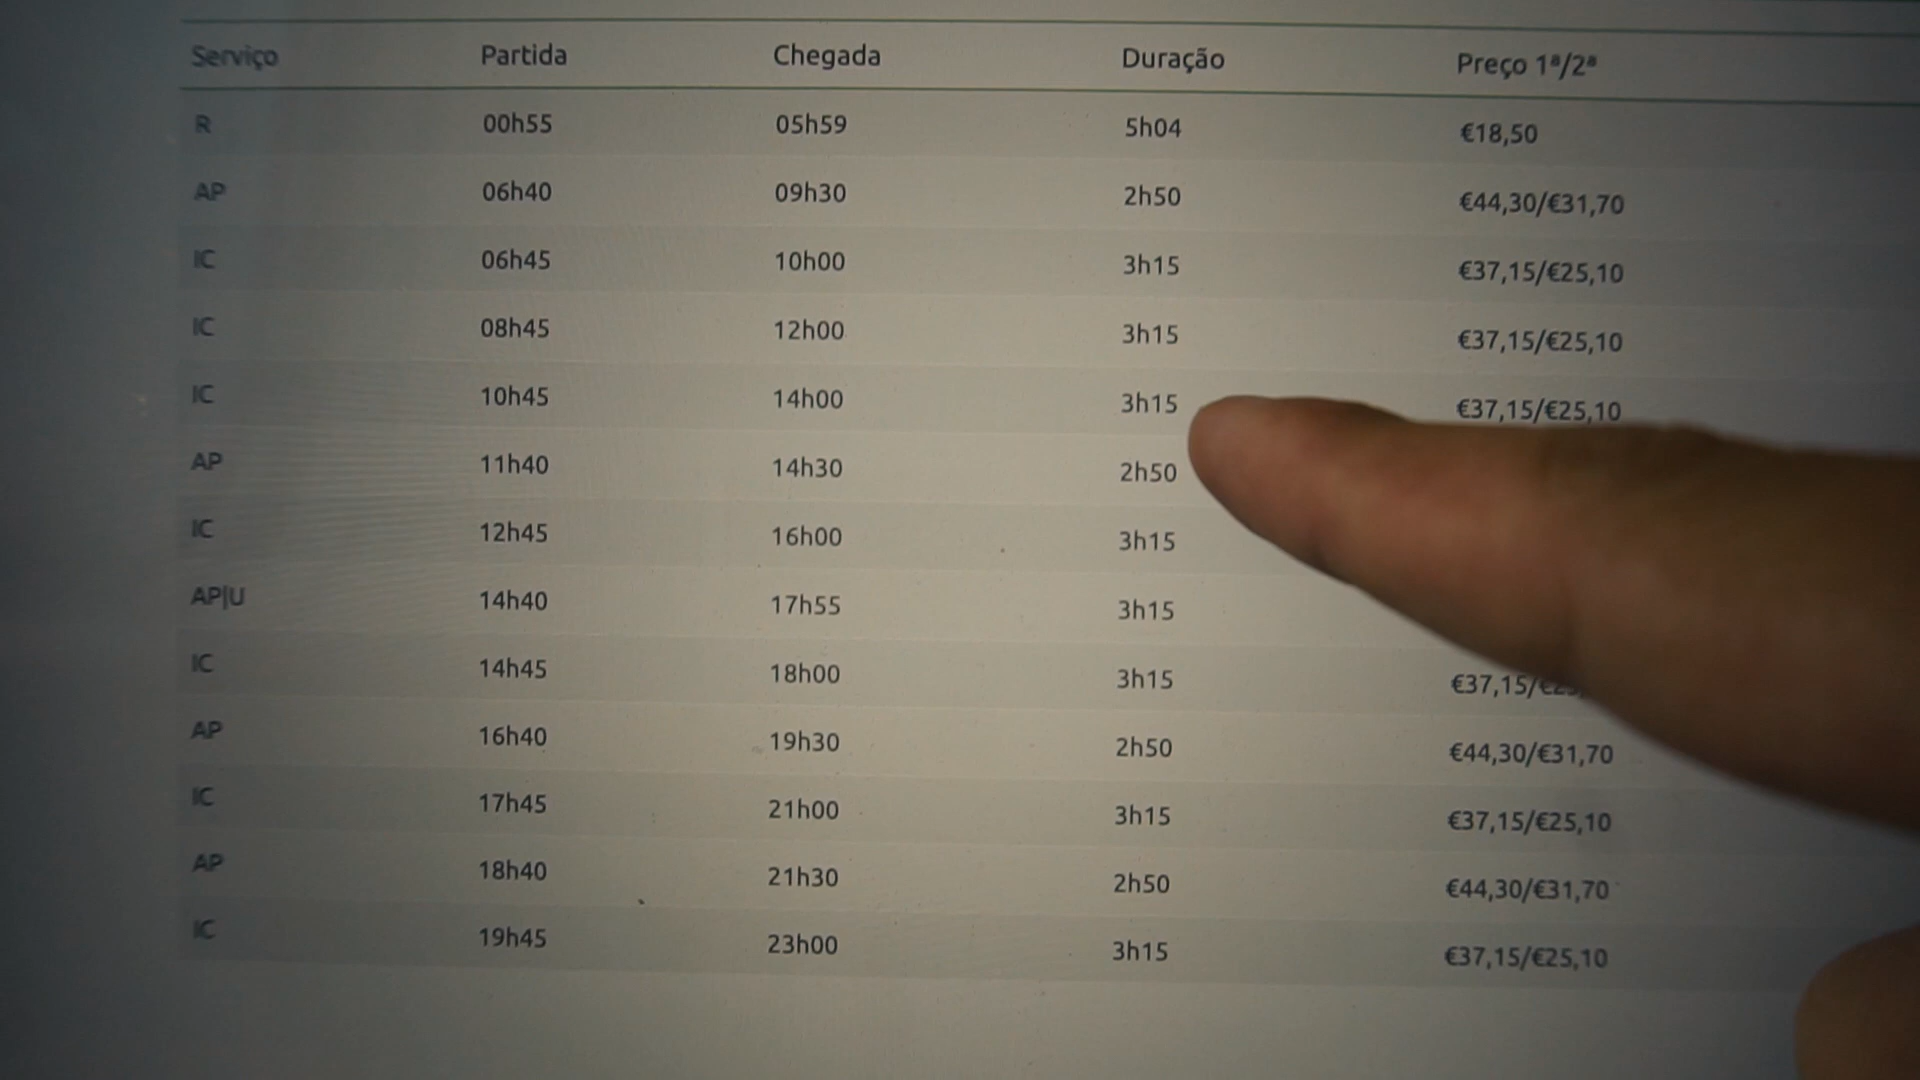 Serviço Partida Chegada Duração Preço 1ª/2ª
R 00h55 05h59 5h04 €18,50
AP 06h40 09h30 2h50 €44,30/€31,70
IC 06h45 10h00 3h15 €37,15/€25,10
IC 08h45 12h00 3h15 €37,15/€25,10
IC 10h45 14h00 3h15 €37,15/€25,10
AP 11h40 14h30 2h50
IC 12h45 16h00 3h15
AP|U 14h40 17h55 3h15
IC 14h45 18h00 3h15 €37,15/
AP 16h40 19h30 2h50 €44,30/€31,70
IC 17h45 21h00 3h15 €37,15/€25,10
AP 18h40 21h30 2h50 €44,30/€31,70
IC 19h45 23h00 3h15 €37,15/€25,10